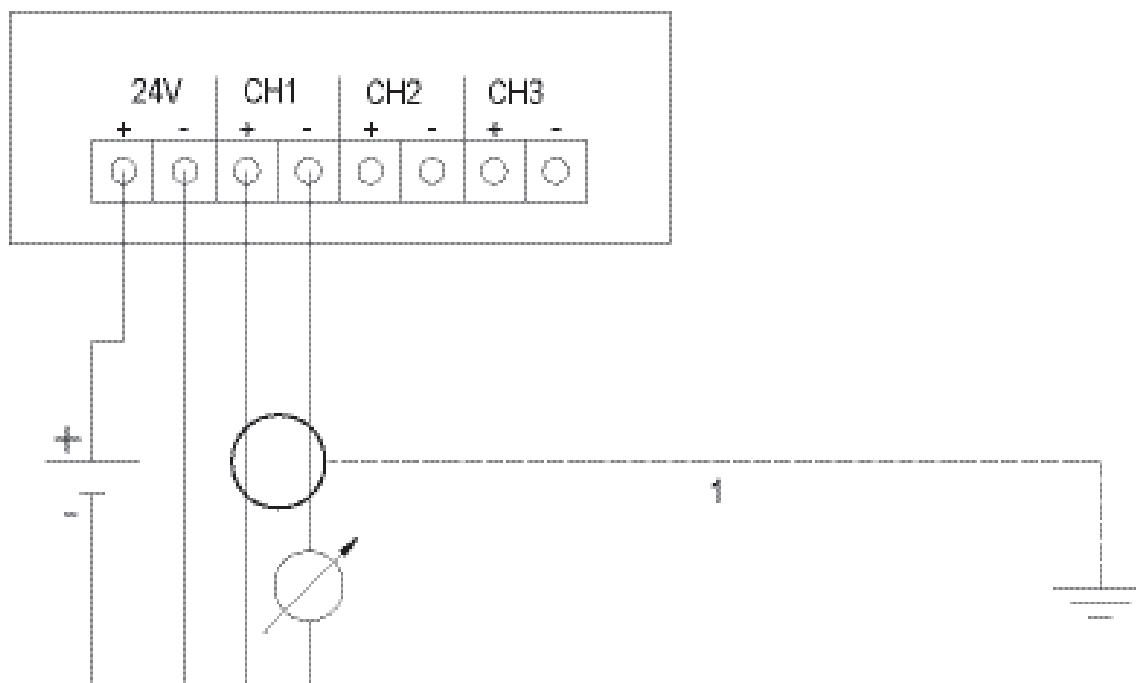 24V CH1 CH2 CH3
+ - + - + - + -
+
1
-